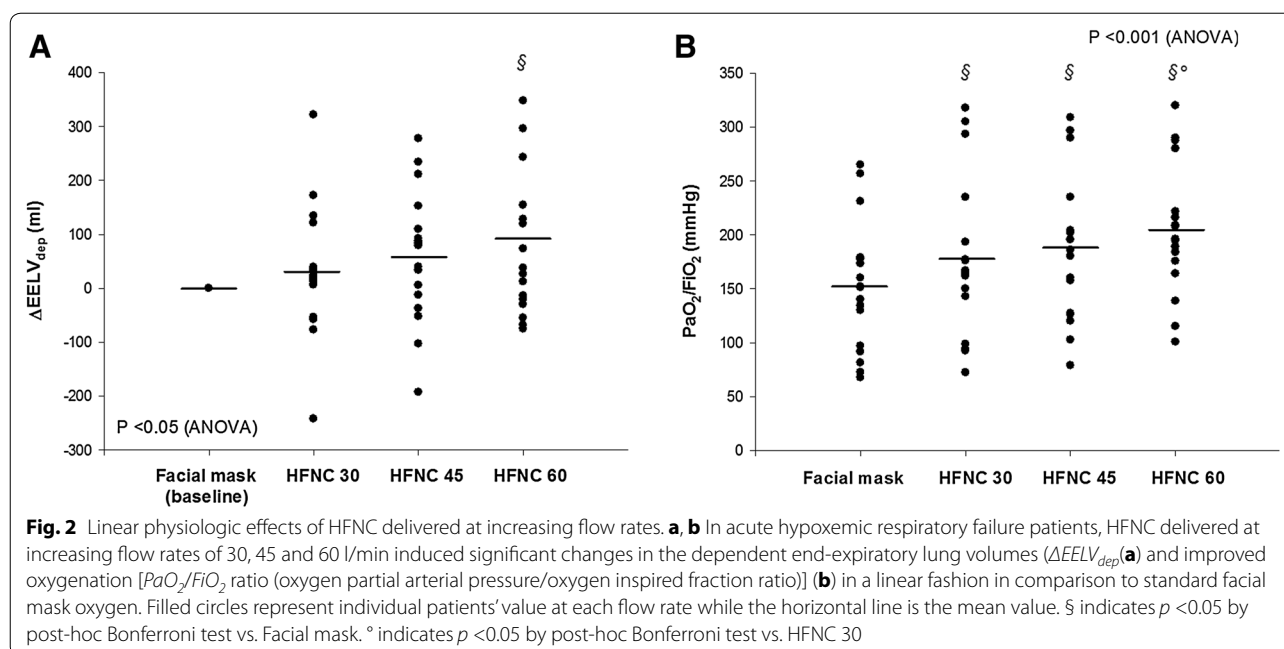 A
§
400
300
200
100
0
-100
-200
-300
ΔEELVdep (ml)
P <0.05 (ANOVA)
Facial mask (baseline)
HFNC 30
HFNC 45
HFNC 60
B
P <0.001 (ANOVA)
§
§
§°
350
300
250
200
150
100
50
0
PaO2/FiO2 (mmHg)
Facial mask
HFNC 30
HFNC 45
HFNC 60
Fig. 2 Linear physiologic effects of HFNC delivered at increasing flow rates. a, b In acute hypoxemic respiratory failure patients, HFNC delivered at
increasing flow rates of 30, 45 and 60 l/min induced significant changes in the dependent end-expiratory lung volumes (ΔEELVdep(a) and improved
oxygenation [PaO2/FiO2 ratio (oxygen partial arterial pressure/oxygen inspired fraction ratio)] (b) in a linear fashion in comparison to standard facial
mask oxygen. Filled circles represent individual patients' value at each flow rate while the horizontal line is the mean value. § indicates p <0.05 by
post-hoc Bonferroni test vs. Facial mask. ° indicates p <0.05 by post-hoc Bonferroni test vs. HFNC 30